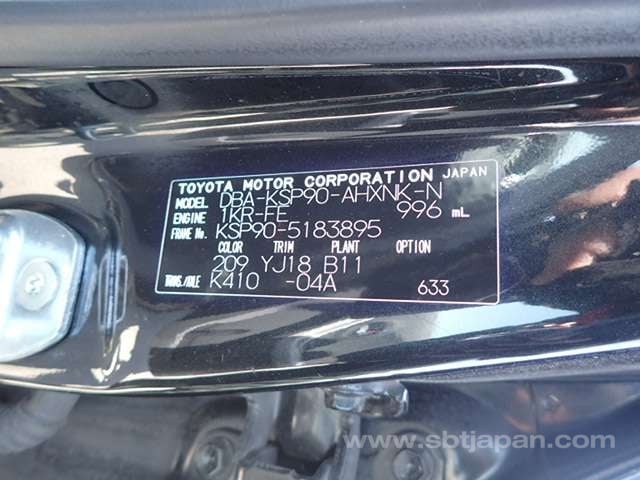 TOYOTA MOTOR CORPORATION JAPAN
MODEL DBA-KSP90-AHXNK-N
ENGINE 1KR-FE 996 mL
FRAME No. KSP90-5183895
COLOR TRIM PLANT OPTION
209 YJ18 B11
TRANS./AXLE K410 -04A 633
www.sbtjapan.com